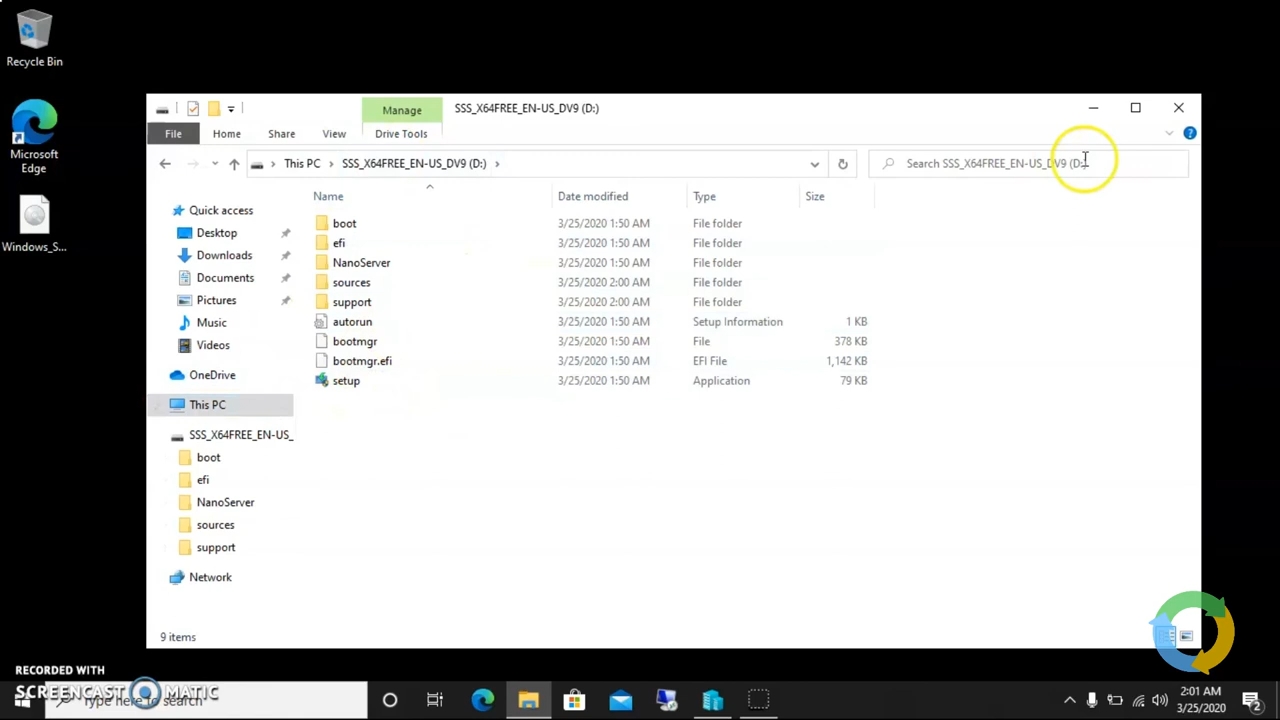 Recycle Bin
Microsoft
Edge
Windows_S...
Manage
SSS_X64FREE_EN-US_DV9 (D:)
File
Home
Share
View
Drive Tools
This PC
SSS_X64FREE_EN-US_DV9 (D:)
Search SSS_X64FREE_EN-US_DV9 (D:)
Name
Date modified
Type
Size
boot 3/25/2020 1:50 AM File folder
efi 3/25/2020 1:50 AM File folder
NanoServer 3/25/2020 1:50 AM File folder
sources 3/25/2020 2:00 AM File folder
support 3/25/2020 2:00 AM File folder
autorun 3/25/2020 1:50 AM Setup Information 1 KB
bootmgr 3/25/2020 1:50 AM File 378 KB
bootmgr.efi 3/25/2020 1:50 AM EFI File 1,142 KB
setup 3/25/2020 1:50 AM Application 79 KB
Quick access
Desktop
Downloads
Documents
Pictures
Music
Videos
OneDrive
This PC
SSS_X64FREE_EN-US_
boot
efi
NanoServer
sources
support
Network
9 items
RECORDED WITH
SCREENCAST MATIC
Type here to search
2:01 AM
3/25/2020
2